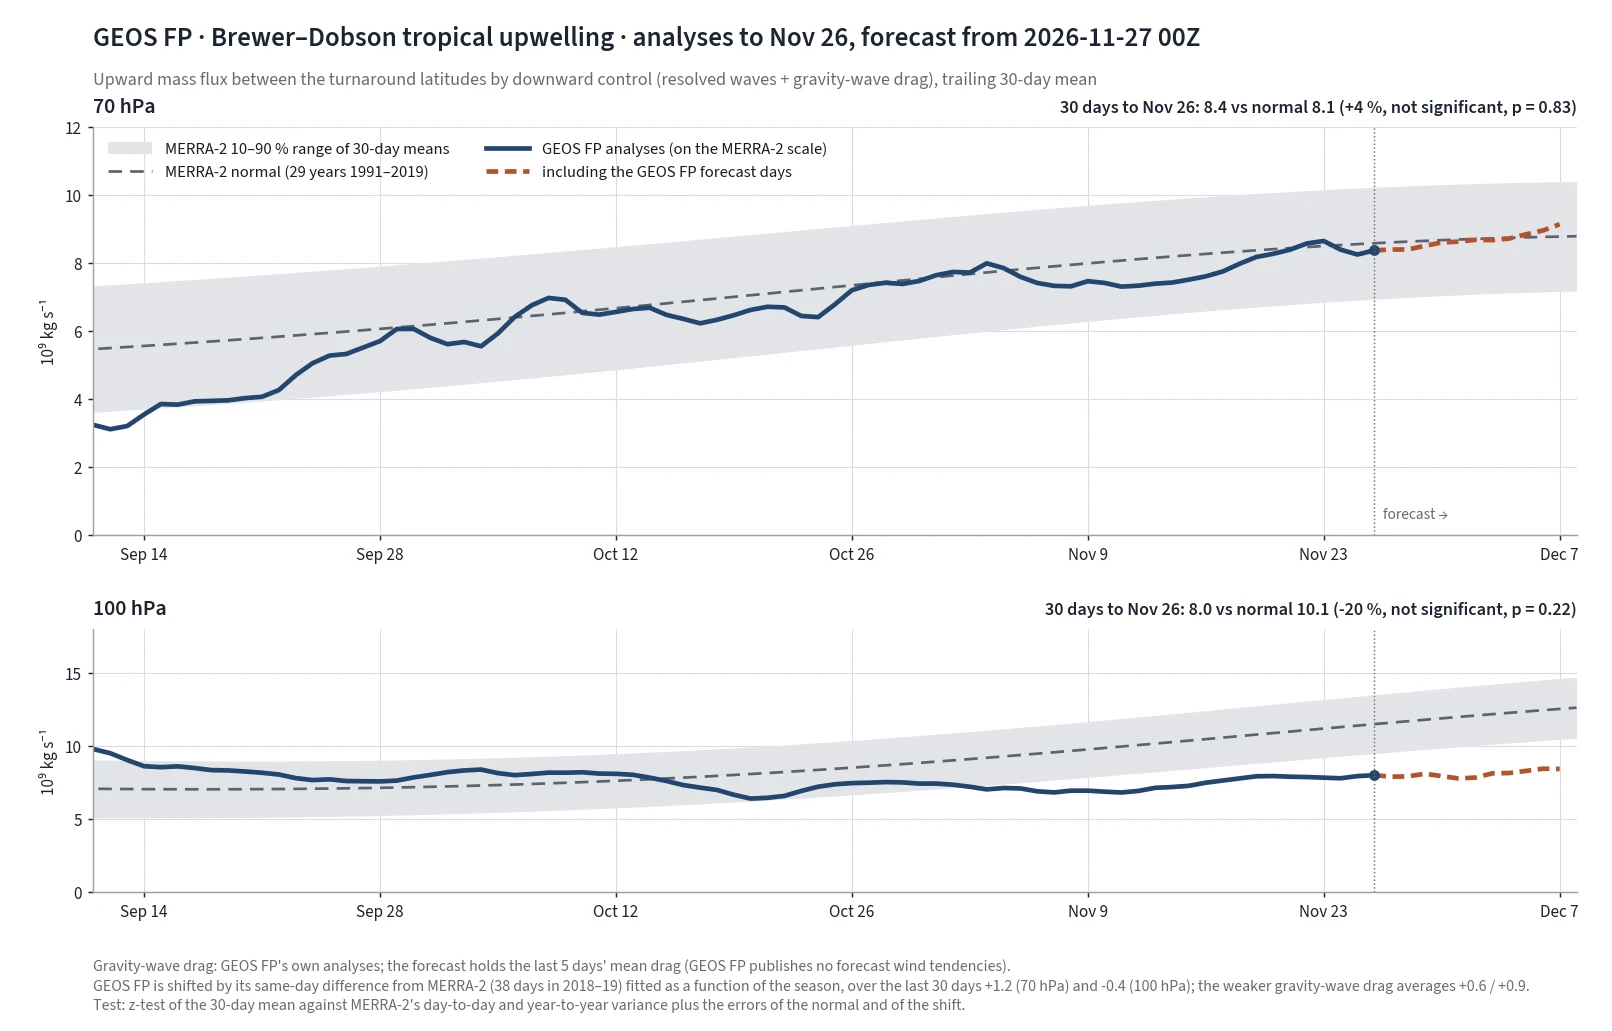 GEOS FP · Brewer–Dobson tropical upwelling · analyses to Nov 26, forecast from 2026-11-27 00Z
Upward mass flux between the turnaround latitudes by downward control (resolved waves + gravity-wave drag), trailing 30-day mean
70 hPa
30 days to Nov 26: 8.4 vs normal 8.1 (+4 %, not significant, p = 0.83)
MERRA-2 10–90 % range of 30-day means
MERRA-2 normal (29 years 1991–2019)
GEOS FP analyses (on the MERRA-2 scale)
including the GEOS FP forecast days
12
10
8
6
4
2
0
10⁹ kg s⁻¹
forecast →
Sep 14
Sep 28
Oct 12
Oct 26
Nov 9
Nov 23
Dec 7
100 hPa
30 days to Nov 26: 8.0 vs normal 10.1 (-20 %, not significant, p = 0.22)
15
10
5
0
10⁹ kg s⁻¹
Sep 14
Sep 28
Oct 12
Oct 26
Nov 9
Nov 23
Dec 7
Gravity-wave drag: GEOS FP's own analyses; the forecast holds the last 5 days' mean drag (GEOS FP publishes no forecast wind tendencies).
GEOS FP is shifted by its same-day difference from MERRA-2 (38 days in 2018–19) fitted as a function of the season, over the last 30 days +1.2 (70 hPa) and -0.4 (100 hPa); the weaker gravity-wave drag averages +0.6 / +0.9.
Test: z-test of the 30-day mean against MERRA-2's day-to-day and year-to-year variance plus the errors of the normal and of the shift.